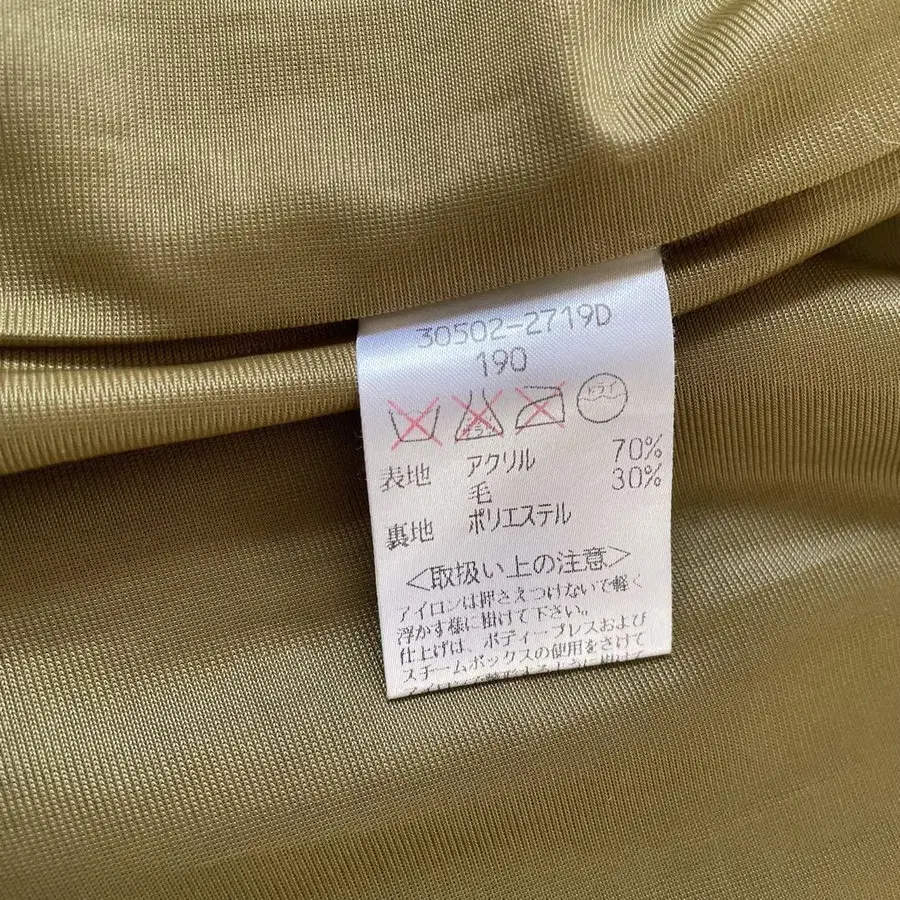 30502-2719D
190
ドライ
表地 アクリル 70%
毛 30%
裏地 ポリエステル
＜取扱い上の注意＞
アイロンは押さえつけないで軽く
浮かす様に掛けて下さい。
仕上げは、ボディープレスおよび
スチームボックスの使用をさけて